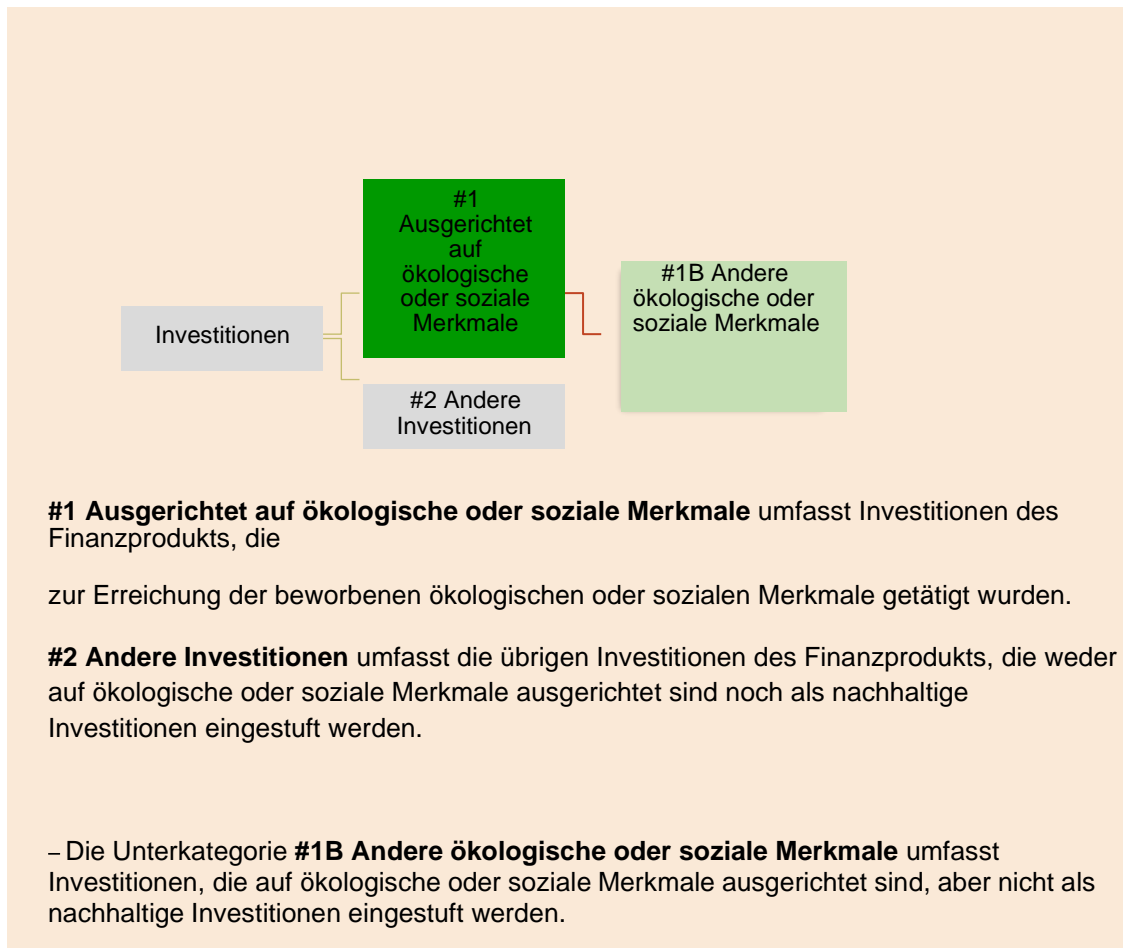 #1
Ausgerichtet
auf
ökologische
oder soziale
Merkmale
#1B Andere
ökologische oder
soziale Merkmale
Investitionen
#2 Andere
Investitionen
#1 Ausgerichtet auf ökologische oder soziale Merkmale umfasst Investitionen des
Finanzprodukts, die
zur Erreichung der beworbenen ökologischen oder sozialen Merkmale getätigt wurden.
#2 Andere Investitionen umfasst die übrigen Investitionen des Finanzprodukts, die weder
auf ökologische oder soziale Merkmale ausgerichtet sind noch als nachhaltige
Investitionen eingestuft werden.
– Die Unterkategorie #1B Andere ökologische oder soziale Merkmale umfasst
Investitionen, die auf ökologische oder soziale Merkmale ausgerichtet sind, aber nicht als
nachhaltige Investitionen eingestuft werden.